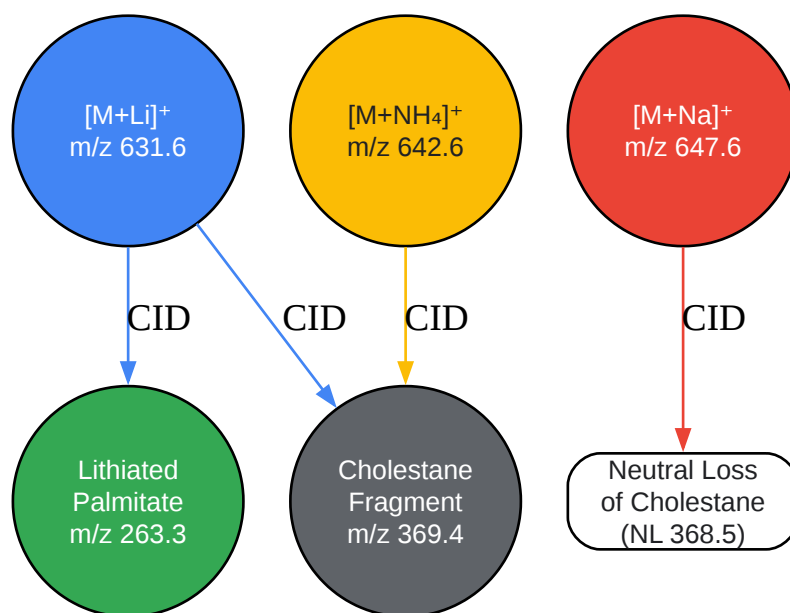 [M+Li]⁺
m/z 631.6
[M+NH₄]⁺
m/z 642.6
[M+Na]⁺
m/z 647.6
CID
CID
CID
CID
Lithiated
Palmitate
m/z 263.3
Cholestane
Fragment
m/z 369.4
Neutral Loss
of Cholestane
(NL 368.5)